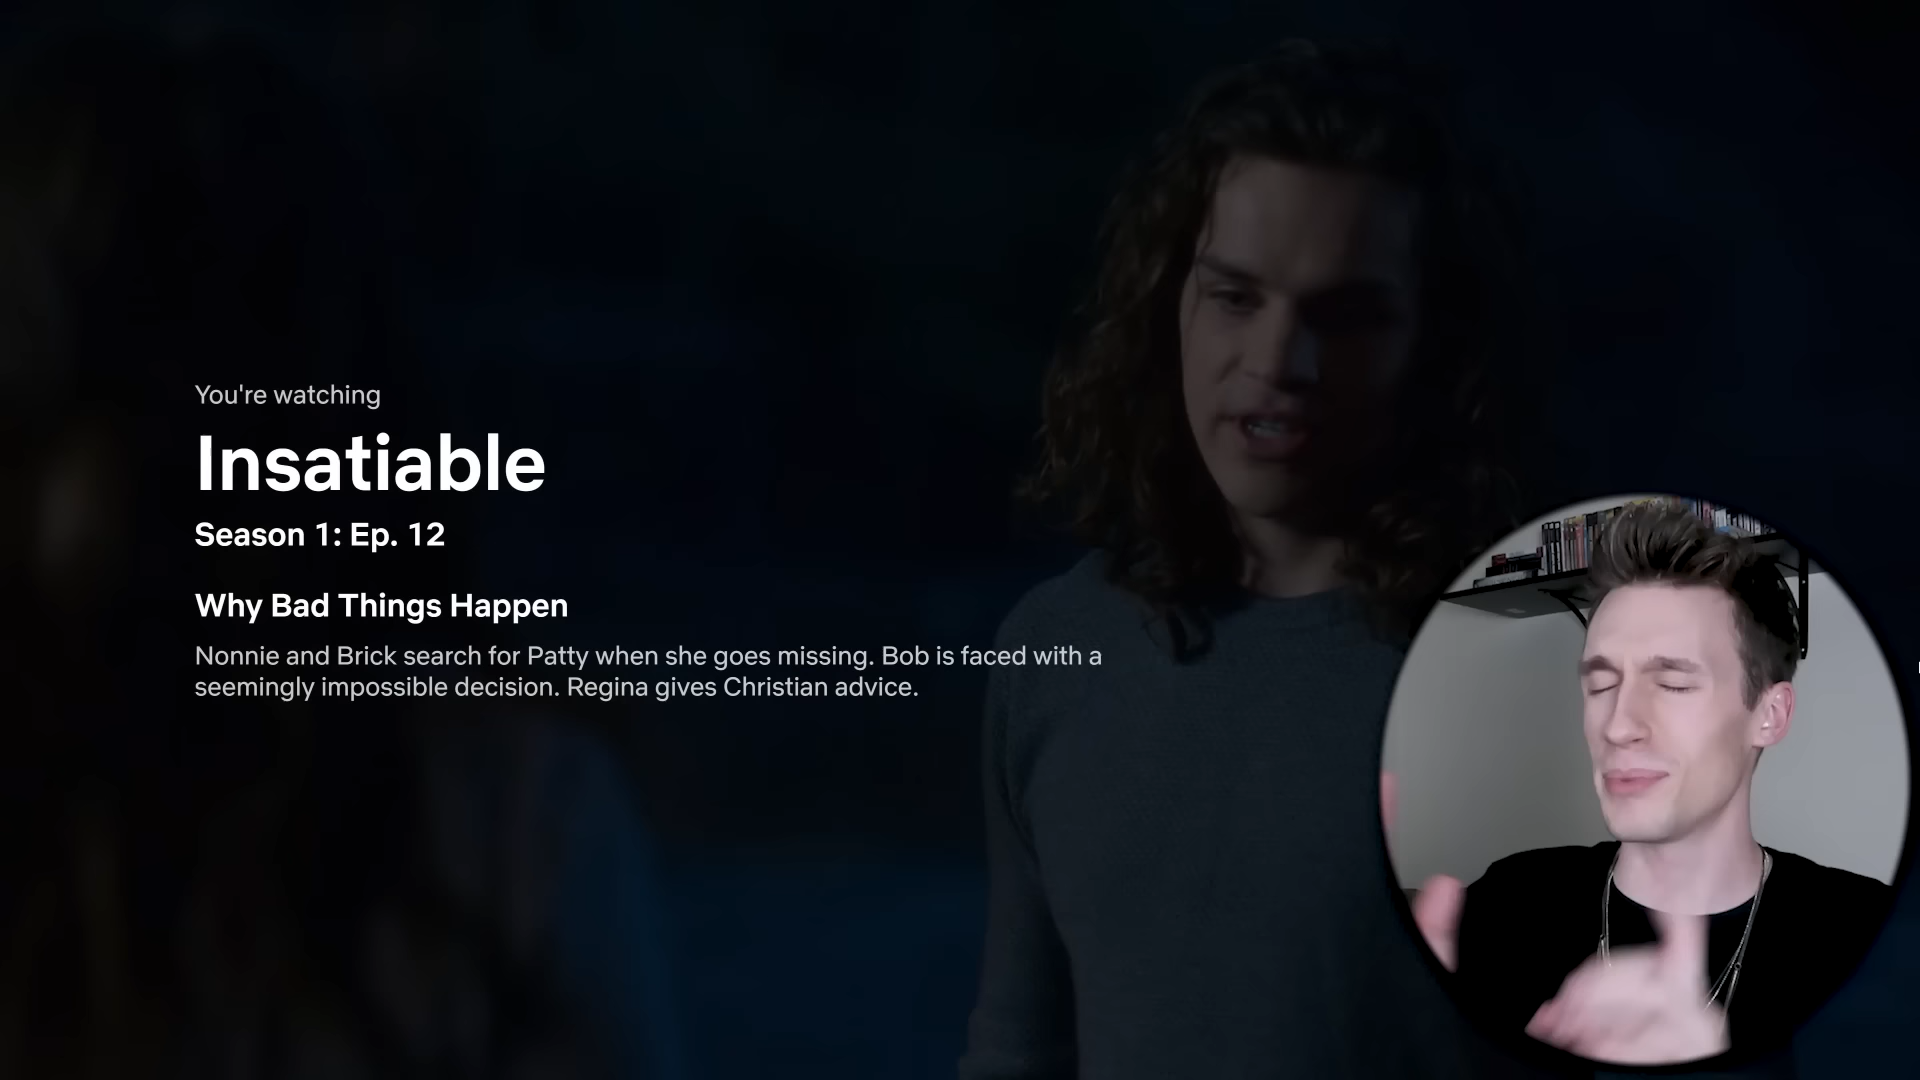 You're watching
Insatiable
Season 1: Ep. 12
Why Bad Things Happen
Nonnie and Brick search for Patty when she goes missing. Bob is faced with a
seemingly impossible decision. Regina gives Christian advice.